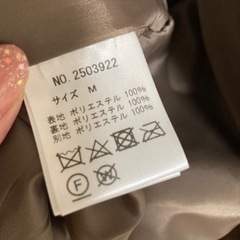 NO. 2503922
サイズ M
表地 ポリエステル 100%
裏地 ポリエステル 100%
別地 ポリエステル 100%
F
W